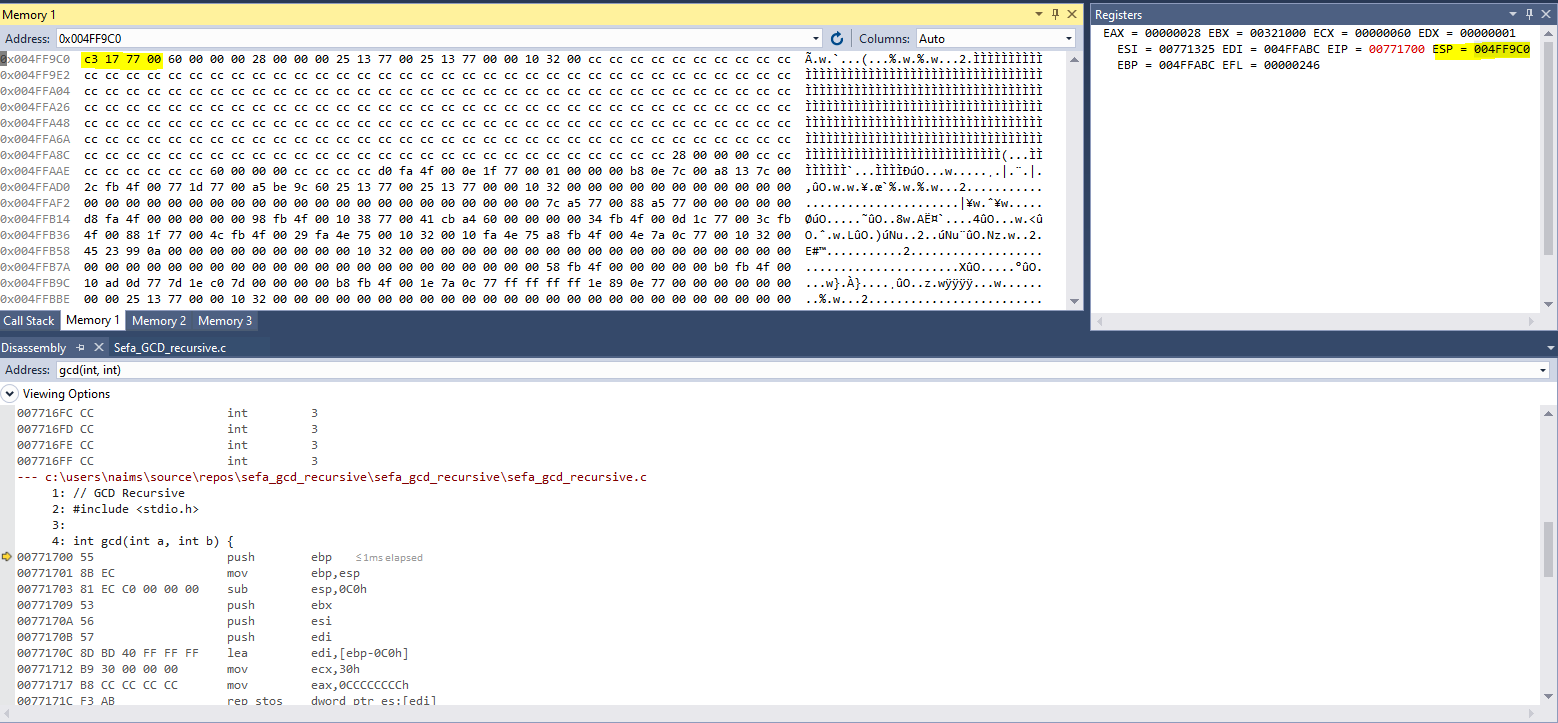 Memory 1
Address: 0x004FF9C0 Columns: Auto
0x004FF9C0 c3 17 77 00 60 00 00 00 28 00 00 00 25 13 77 00 25 13 77 00 00 10 32 00 cc cc cc cc cc cc cc cc cc cc Ã.w.`...(...%.w.%.w...2.ÌÌÌÌÌÌÌÌÌÌ
0x004FF9E2 cc cc cc cc cc cc cc cc cc cc cc cc cc cc cc cc cc cc cc cc cc cc cc cc cc cc cc cc cc cc cc cc cc cc ÌÌÌÌÌÌÌÌÌÌÌÌÌÌÌÌÌÌÌÌÌÌÌÌÌÌÌÌÌÌÌÌÌÌ
0x004FFA04 cc cc cc cc cc cc cc cc cc cc cc cc cc cc cc cc cc cc cc cc cc cc cc cc cc cc cc cc cc cc cc cc cc cc ÌÌÌÌÌÌÌÌÌÌÌÌÌÌÌÌÌÌÌÌÌÌÌÌÌÌÌÌÌÌÌÌÌÌ
0x004FFA26 cc cc cc cc cc cc cc cc cc cc cc cc cc cc cc cc cc cc cc cc cc cc cc cc cc cc cc cc cc cc cc cc cc cc ÌÌÌÌÌÌÌÌÌÌÌÌÌÌÌÌÌÌÌÌÌÌÌÌÌÌÌÌÌÌÌÌÌÌ
0x004FFA48 cc cc cc cc cc cc cc cc cc cc cc cc cc cc cc cc cc cc cc cc cc cc cc cc cc cc cc cc cc cc cc cc cc cc ÌÌÌÌÌÌÌÌÌÌÌÌÌÌÌÌÌÌÌÌÌÌÌÌÌÌÌÌÌÌÌÌÌÌ
0x004FFA6A cc cc cc cc cc cc cc cc cc cc cc cc cc cc cc cc cc cc cc cc cc cc cc cc cc cc cc cc cc cc cc cc cc cc ÌÌÌÌÌÌÌÌÌÌÌÌÌÌÌÌÌÌÌÌÌÌÌÌÌÌÌÌÌÌÌÌÌÌ
0x004FFA8C cc cc cc cc cc cc cc cc cc cc cc cc cc cc cc cc cc cc cc cc cc cc cc cc cc cc cc cc 28 00 00 00 cc cc ÌÌÌÌÌÌÌÌÌÌÌÌÌÌÌÌÌÌÌÌÌÌÌÌÌÌÌÌ(...ÌÌ
0x004FFAAE cc cc cc cc cc cc 60 00 00 00 cc cc cc cc d0 fa 4f 00 0e 1f 77 00 01 00 00 00 b8 0e 7c 00 a8 13 7c 00 ÌÌÌÌÌÌ`...ÌÌÌÌÐúO...w.....¸.|.¨.|.
0x004FFAD0 2c fb 4f 00 77 1d 77 00 a5 be 9c 60 25 13 77 00 25 13 77 00 00 10 32 00 00 00 00 00 00 00 00 00 00 00 ,ûO.w.w.¥.œ`%.w.%.w...2...........
0x004FFAF2 00 00 00 00 00 00 00 00 00 00 00 00 00 00 00 00 00 00 00 00 00 00 7c a5 77 00 88 a5 77 00 00 00 00 00 ......................|¥w.ˆ¥w.....
0x004FFB14 d8 fa 4f 00 00 00 00 00 98 fb 4f 00 10 38 77 00 41 cb a4 60 00 00 00 00 34 fb 4f 00 0d 1c 77 00 3c fb ØúO.....˜ûO..8w.AË¤`....4ûO...w.<û
0x004FFB36 4f 00 88 1f 77 00 4c fb 4f 00 29 fa 4e 75 00 10 32 00 10 fa 4e 75 a8 fb 4f 00 4e 7a 0c 77 00 10 32 00 O.ˆ.w.LûO.)úNu..2..úNu¨ûO.Nz.w..2.
0x004FFB58 45 23 99 0a 00 00 00 00 00 00 00 00 00 10 32 00 00 00 00 00 00 00 00 00 00 00 00 00 00 00 00 00 00 00 E#™..........2....................
0x004FFB7A 00 00 00 00 00 00 00 00 00 00 00 00 00 00 00 00 00 00 00 00 00 00 58 fb 4f 00 00 00 00 00 b0 fb 4f 00 ......................XûO.....°ûO.
0x004FFB9C 10 ad 0d 77 7d 1e c0 7d 00 00 00 00 b8 fb 4f 00 1e 7a 0c 77 ff ff ff ff 1e 89 0e 77 00 00 00 00 00 00 ...w}.À}....¸ûO..z.wÿÿÿÿ...w......
0x004FFBBE 00 00 25 13 77 00 00 10 32 00 00 00 00 00 00 00 00 00 00 00 00 00 00 00 00 00 00 00 00 00 00 00 00 00 ..%.w...2.........................
Call Stack Memory 1 Memory 2 Memory 3
Registers
EAX = 00000028 EBX = 00321000 ECX = 00000060 EDX = 00000001
ESI = 00771325 EDI = 004FFABC EIP = 00771700 ESP = 004FF9C0
EBP = 004FFABC EFL = 00000246
Disassembly Sefa_GCD_recursive.c
Address: gcd(int, int)
Viewing Options
007716FC CC int 3
007716FD CC int 3
007716FE CC int 3
007716FF CC int 3
--- c:\users\naims\source\repos\sefa_gcd_recursive\sefa_gcd_recursive\sefa_gcd_recursive.c
1: // GCD Recursive
2: #include <stdio.h>
3:
4: int gcd(int a, int b) {
00771700 55 push ebp ≤1ms elapsed
00771701 8B EC mov ebp,esp
00771703 81 EC C0 00 00 00 sub esp,0C0h
00771709 53 push ebx
0077170A 56 push esi
0077170B 57 push edi
0077170C 8D BD 40 FF FF FF lea edi,[ebp-0C0h]
00771712 B9 30 00 00 00 mov ecx,30h
00771717 B8 CC CC CC CC mov eax,0CCCCCCCCh
0077171C F3 AB rep stos dword ptr es:[edi]